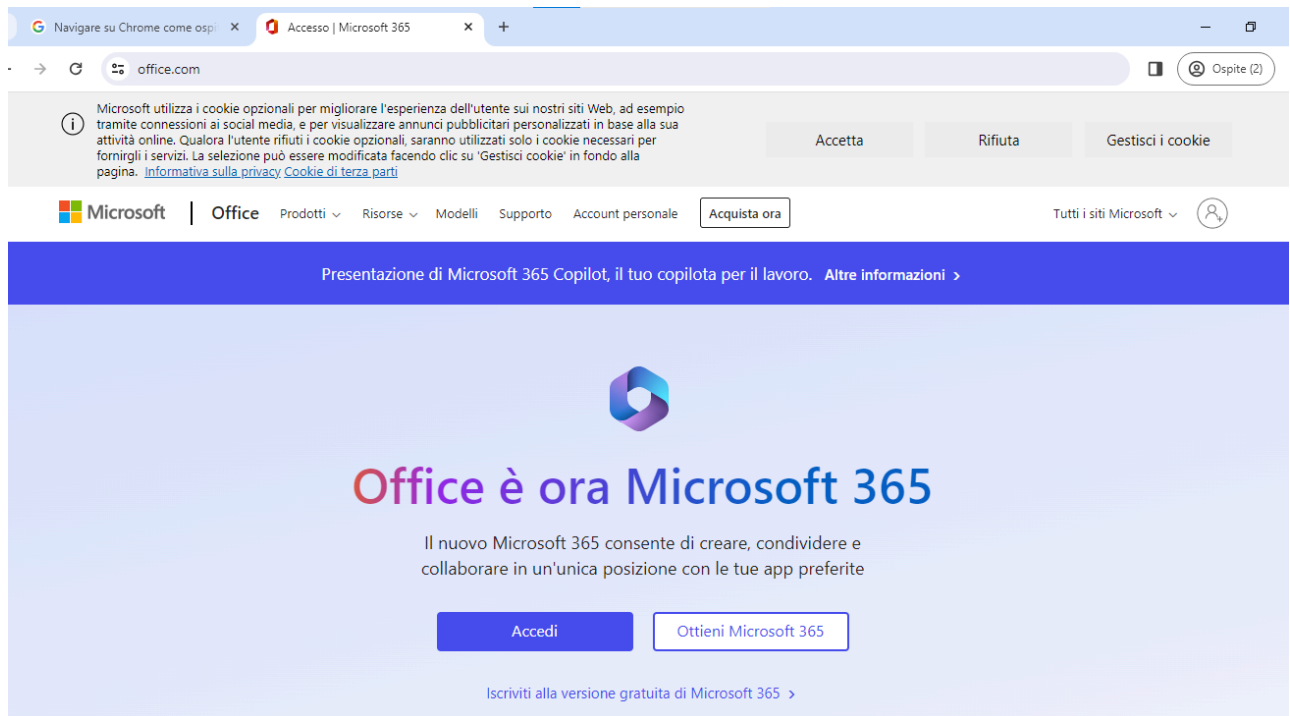 Navigare su Chrome come ospi
Accesso | Microsoft 365
office.com
Ospite (2)
Microsoft utilizza i cookie opzionali per migliorare l'esperienza dell'utente sui nostri siti Web, ad esempio
tramite connessioni ai social media, e per visualizzare annunci pubblicitari personalizzati in base alla sua
attività online. Qualora l'utente rifiuti i cookie opzionali, saranno utilizzati solo i cookie necessari per
fornirgli i servizi. La selezione può essere modificata facendo clic su 'Gestisci cookie' in fondo alla
pagina. Informativa sulla privacy Cookie di terza parti
Accetta
Rifiuta
Gestisci i cookie
Microsoft | Office Prodotti Risorse Modelli Supporto Account personale Acquista ora Tutti i siti Microsoft
Presentazione di Microsoft 365 Copilot, il tuo copilota per il lavoro. Altre informazioni >
Office è ora Microsoft 365
Il nuovo Microsoft 365 consente di creare, condividere e
collaborare in un'unica posizione con le tue app preferite
Accedi
Ottieni Microsoft 365
Iscriviti alla versione gratuita di Microsoft 365 >